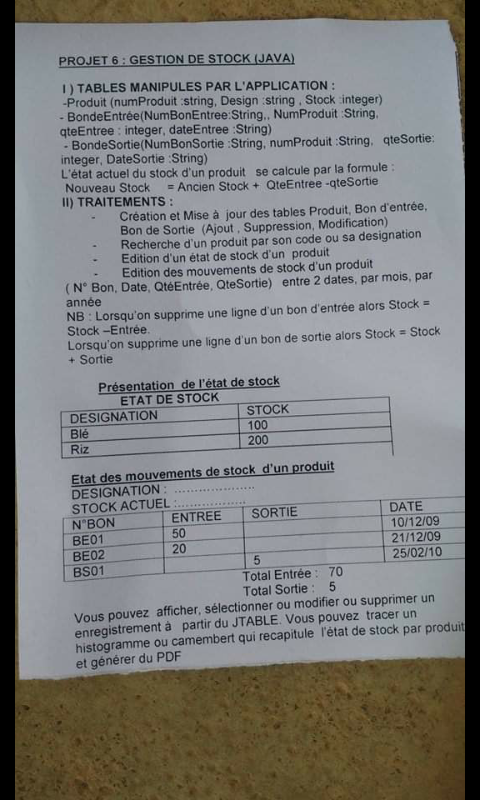 PROJET 6 : GESTION DE STOCK (JAVA)
I ) TABLES MANIPULES PAR L'APPLICATION :
-Produit (numProduit :string, Design :string , Stock :integer)
- BondeEntrée(NumBonEntree:String,, NumProduit :String,
qteEntree : integer, dateEntree :String)
- BondeSortie(NumBonSortie :String, numProduit :String, qteSortie:
integer, DateSortie :String)
L'état actuel du stock d'un produit se calcule par la formule :
Nouveau Stock = Ancien Stock + QteEntree -qteSortie
II) TRAITEMENTS :
- Création et Mise à jour des tables Produit, Bon d'entrée,
Bon de Sortie (Ajout , Suppression, Modification)
- Recherche d'un produit par son code ou sa designation
- Edition d'un état de stock d'un produit
- Edition des mouvements de stock d'un produit
( N° Bon, Date, QtéEntrée, QteSortie) entre 2 dates, par mois, par
année
NB : Lorsqu'on supprime une ligne d'un bon d'entrée alors Stock =
Stock –Entrée.
Lorsqu'on supprime une ligne d'un bon de sortie alors Stock = Stock
+ Sortie
Présentation de l'état de stock
ETAT DE STOCK
DESIGNATION STOCK
Blé 100
Riz 200
Etat des mouvements de stock d'un produit
DESIGNATION : ………………….
STOCK ACTUEL :………………..
N°BON ENTREE SORTIE DATE
BE01 50 10/12/09
BE02 20 21/12/09
BS01 5 25/02/10
Total Entrée : 70
Total Sortie : 5
Vous pouvez afficher, sélectionner ou modifier ou supprimer un
enregistrement à partir du JTABLE. Vous pouvez tracer un
histogramme ou camembert qui recapitule l'état de stock par produit
et générer du PDF